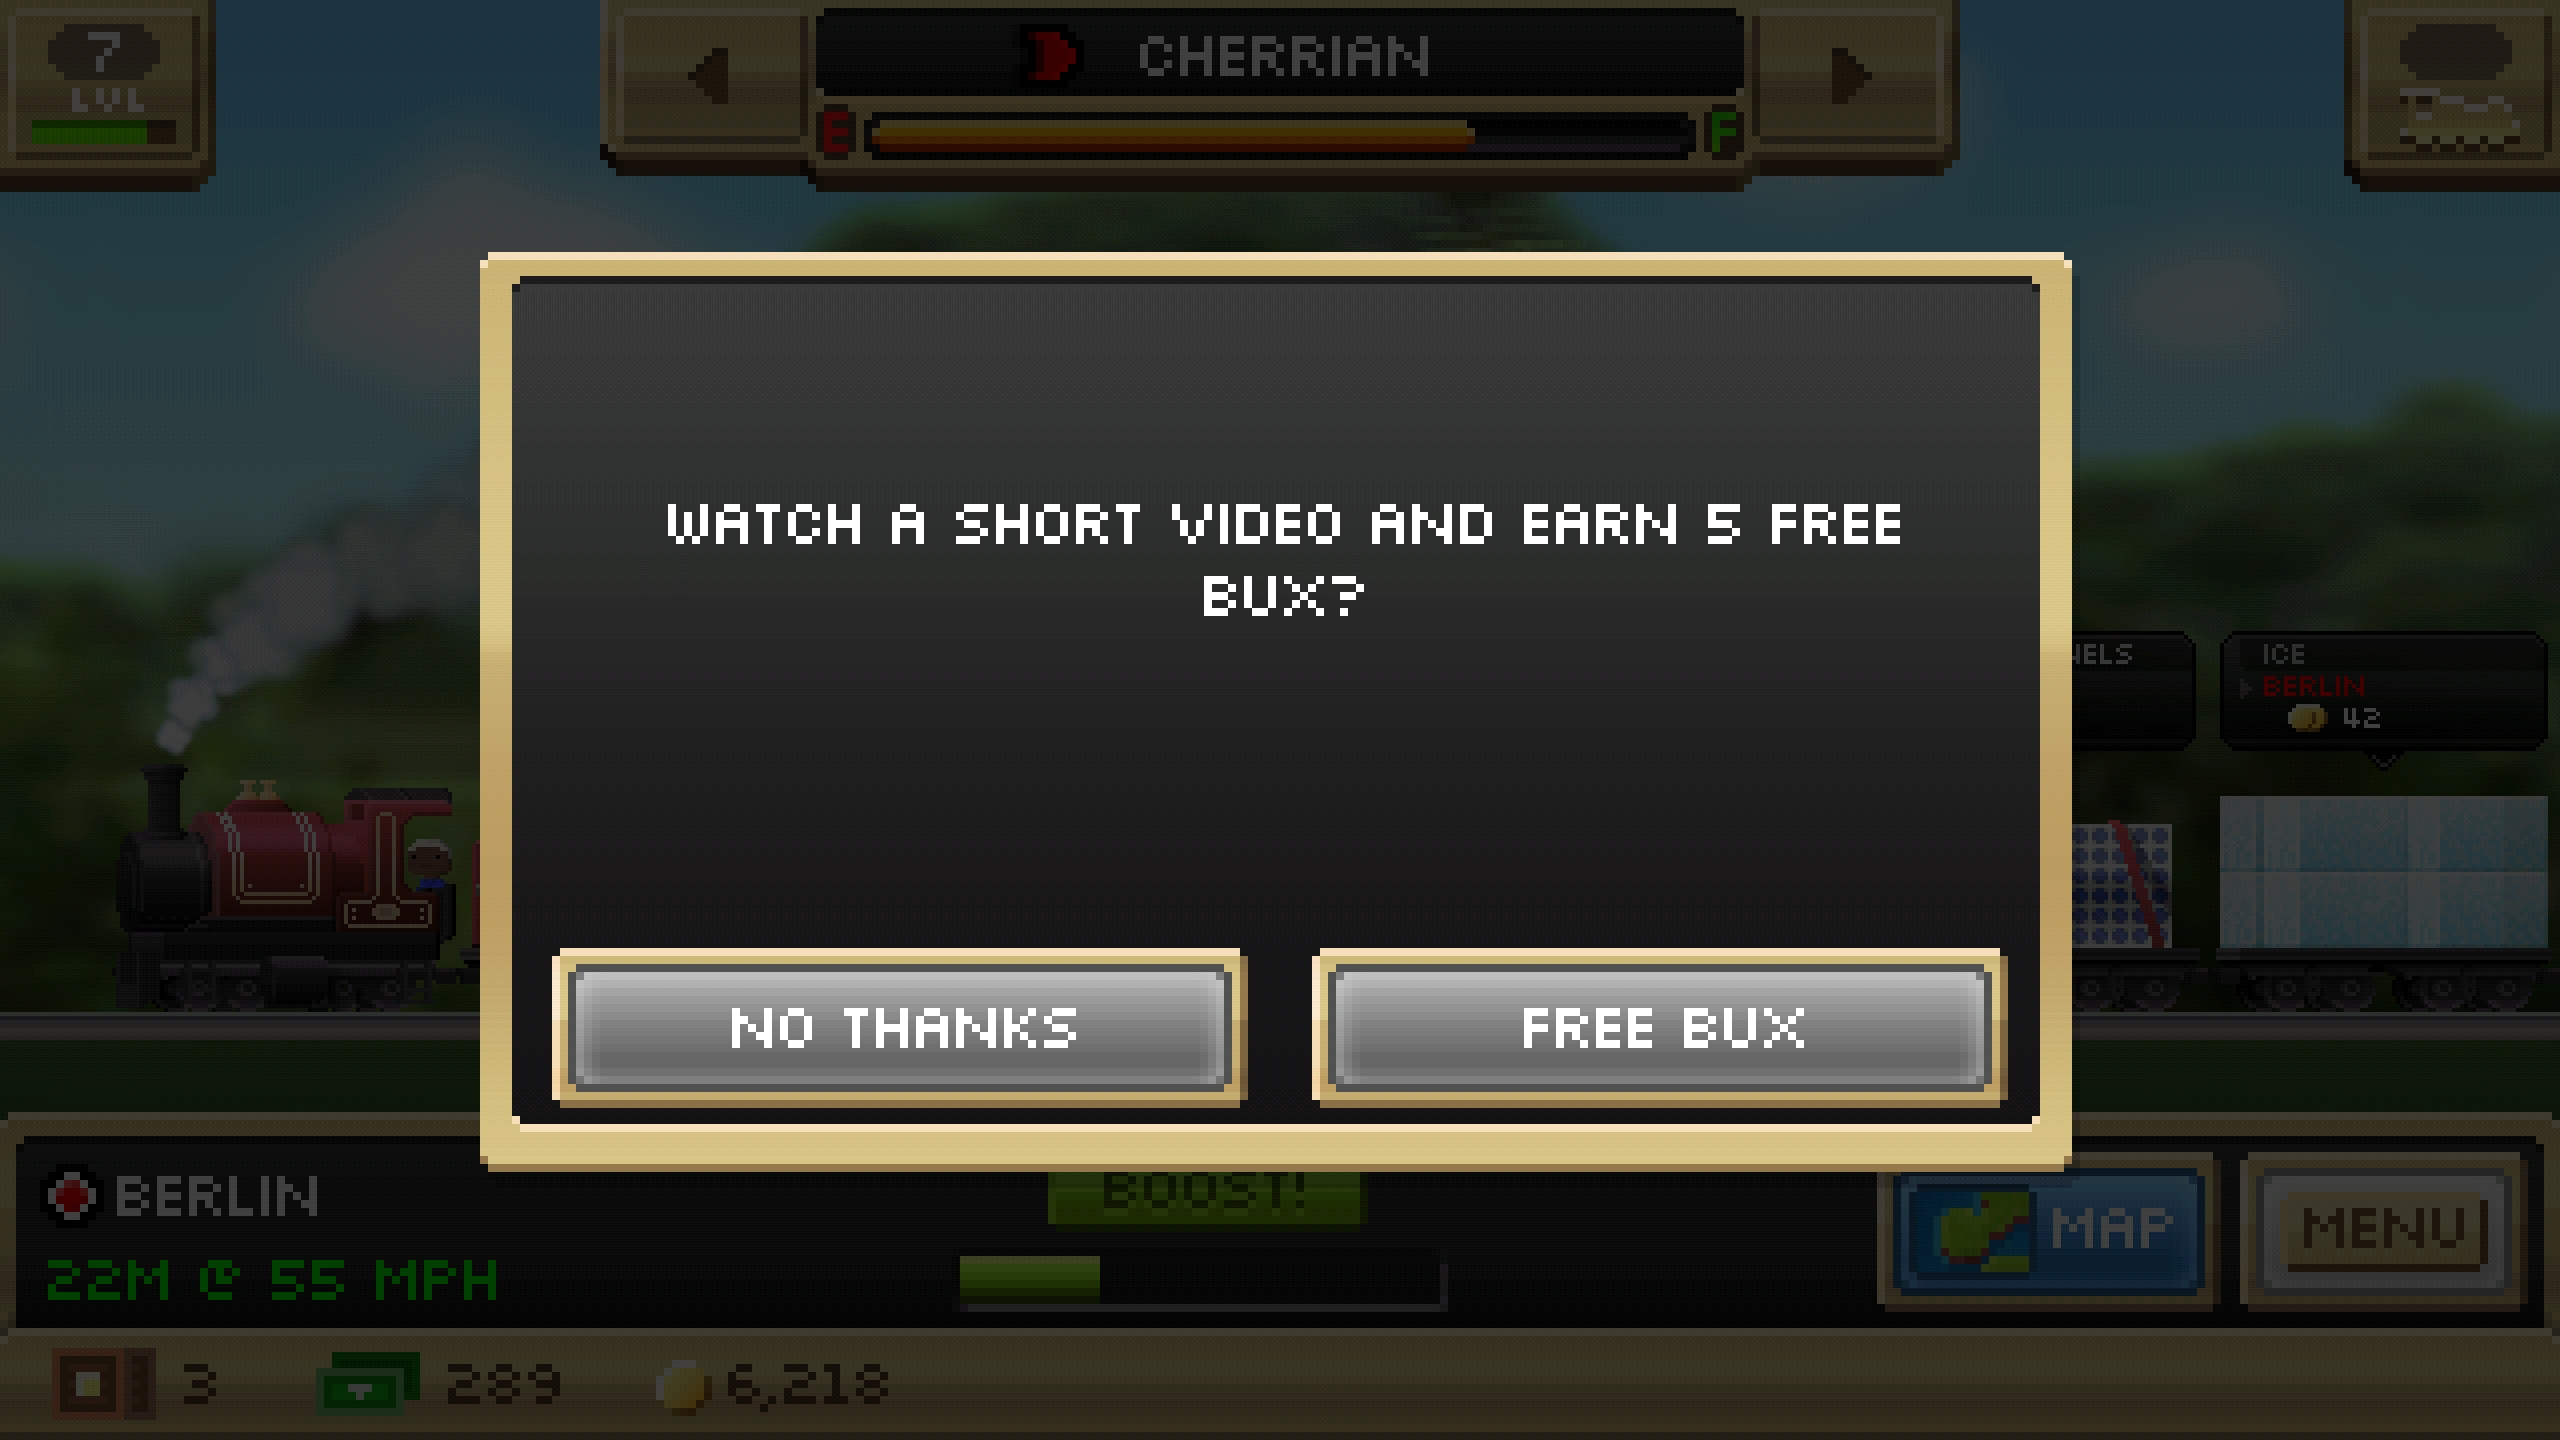 7
LVL
CHERRIAN
E F
WATCH A SHORT VIDEO AND EARN 5 FREE
BUX?
ICE
BERLIN
42
NO THANKS
FREE BUX
BERLIN
BOOST!
MAP
MENU
22M @ 55 MPH
3
289
6,218